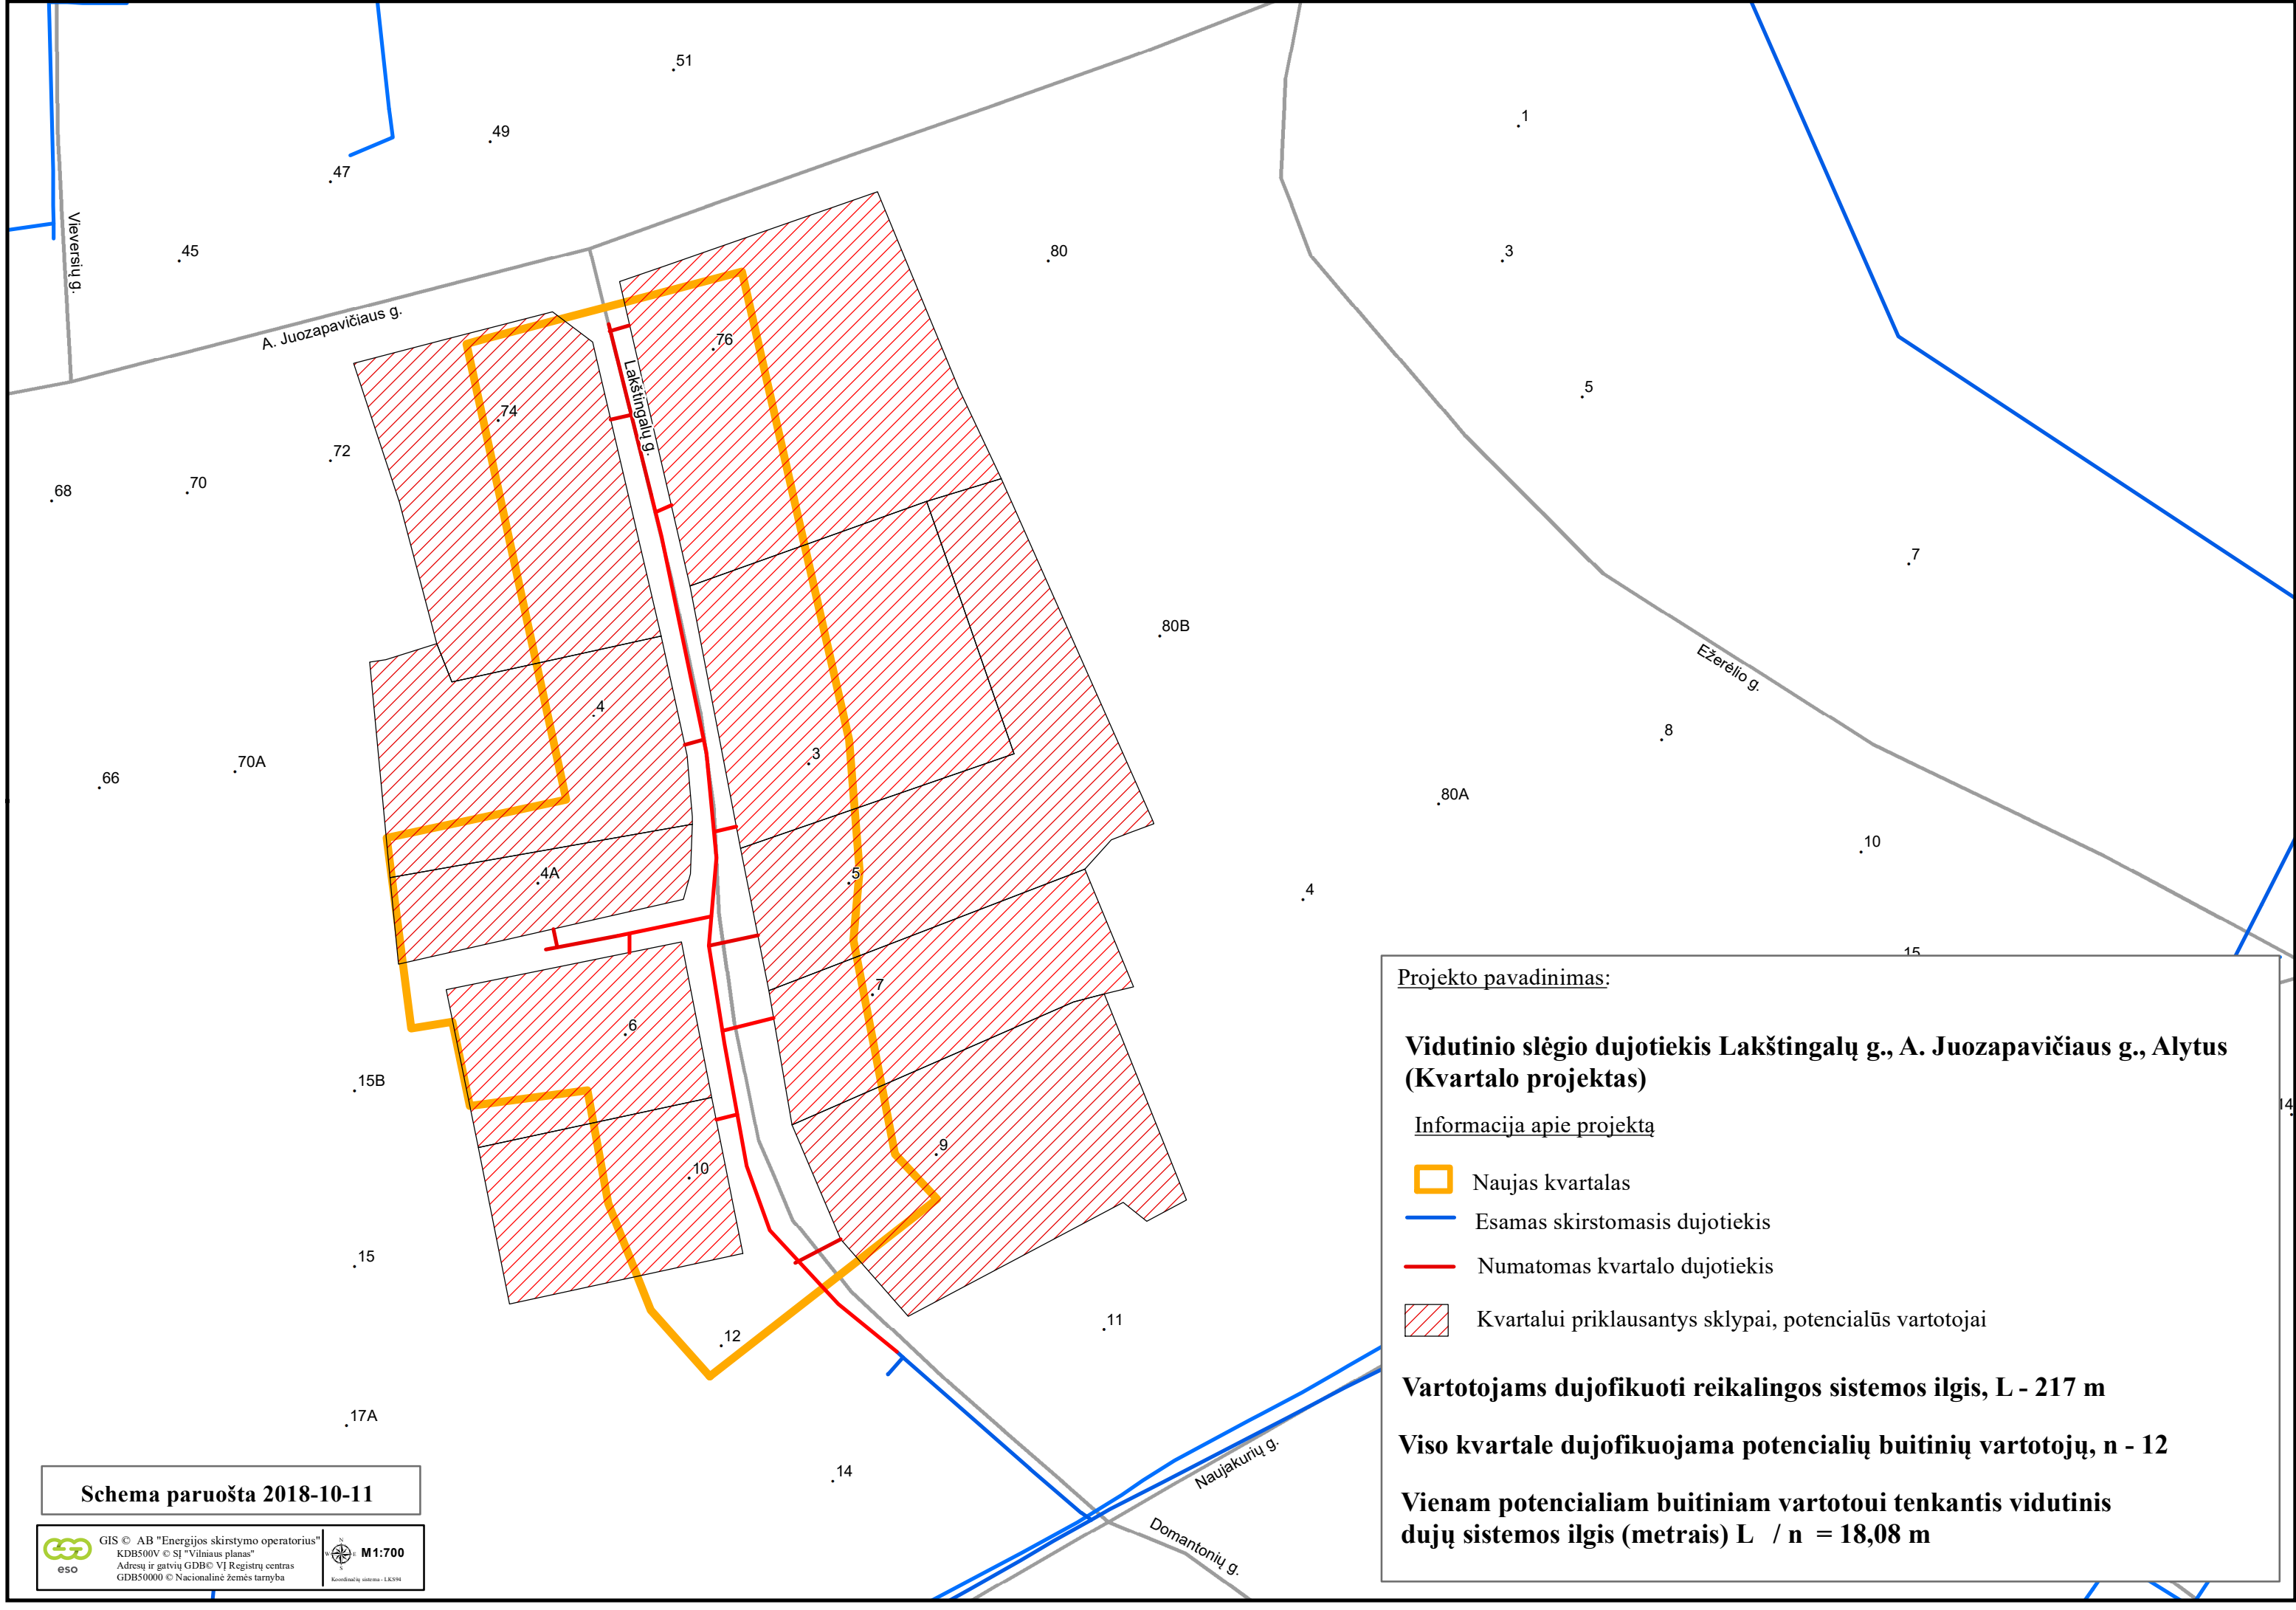 51
1
49
47
Vieversių g.
45
80
3
A. Juozapavičiaus g.
76
Lakštingalų g.
74
5
72
70
68
7
80B
Ežerėlio g.
4
8
3
70A
66
80A
10
4A
5
4
15
7
6
15B
14
9
10
15
11
12
17A
14
Naujakurių g.
Domantonių g.
Projekto pavadinimas:
Vidutinio slėgio dujotiekis Lakštingalų g., A. Juozapavičiaus g., Alytus
(Kvartalo projektas)
Informacija apie projektą
Naujas kvartalas
Esamas skirstomasis dujotiekis
Numatomas kvartalo dujotiekis
Kvartalui priklausantys sklypai, potencialūs vartotojai
Vartotojams dujofikuoti reikalingos sistemos ilgis, L - 217 m
Viso kvartale dujofikuojama potencialių buitinių vartotojų, n - 12
Vienam potencialiam buitiniam vartotoui tenkantis vidutinis
dujų sistemos ilgis (metrais) L / n = 18,08 m
Schema paruošta 2018-10-11
eso
GIS © AB "Energijos skirstymo operatorius"
KDB500V © SĮ "Vilniaus planas"
Adresų ir gatvių GDB© VĮ Registrų centras
GDB50000 © Nacionalinė žemės tarnyba
N
W E
S
M1:700
Koordinačių sistema - LKS94